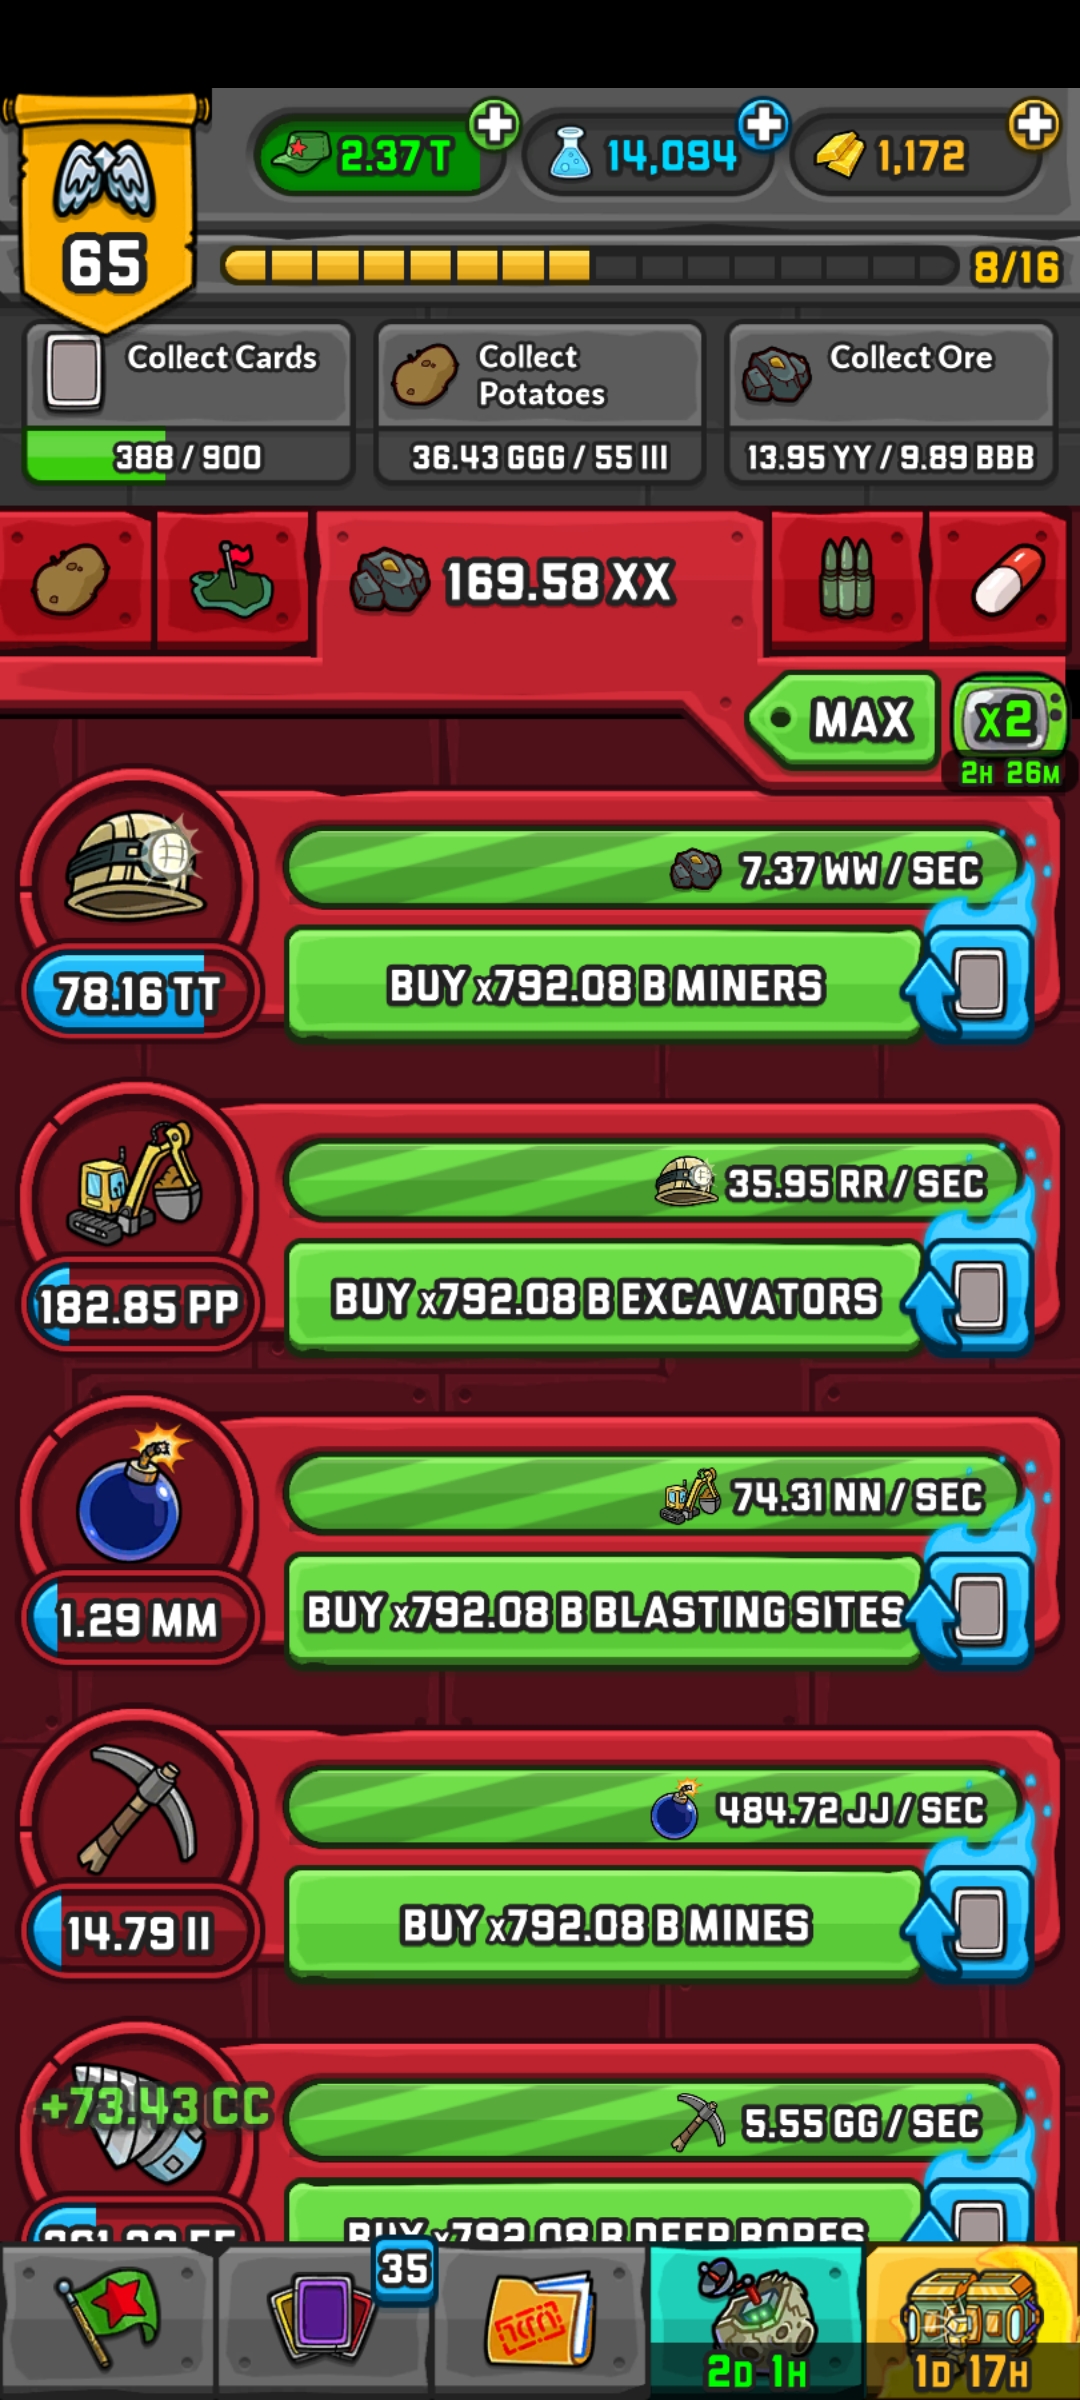 2.37 T
14,094
1,172
65
8/16
Collect Cards
388 / 900
Collect
Potatoes
36.43 GGG / 55 III
Collect Ore
13.95 YY / 9.89 BBB
169.58 XX
MAX
x2
2H 26M
7.37 WW / SEC
78.16 TT
BUY x792.08 B MINERS
35.95 RR / SEC
182.85 PP
BUY x792.08 B EXCAVATORS
74.31 NN / SEC
1.29 MM
BUY x792.08 B BLASTING SITES
484.72 JJ / SEC
14.79 II
BUY x792.08 B MINES
+73.43 CC
5.55 GG / SEC
BUY x792.08 B DEEP BORES
35
2D 1H
1D 17H